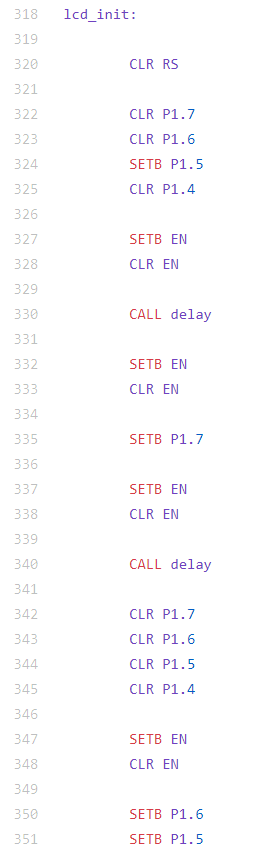 318 lcd_init:
319
320 CLR RS
321
322 CLR P1.7
323 CLR P1.6
324 SETB P1.5
325 CLR P1.4
326
327 SETB EN
328 CLR EN
329
330 CALL delay
331
332 SETB EN
333 CLR EN
334
335 SETB P1.7
336
337 SETB EN
338 CLR EN
339
340 CALL delay
341
342 CLR P1.7
343 CLR P1.6
344 CLR P1.5
345 CLR P1.4
346
347 SETB EN
348 CLR EN
349
350 SETB P1.6
351 SETB P1.5